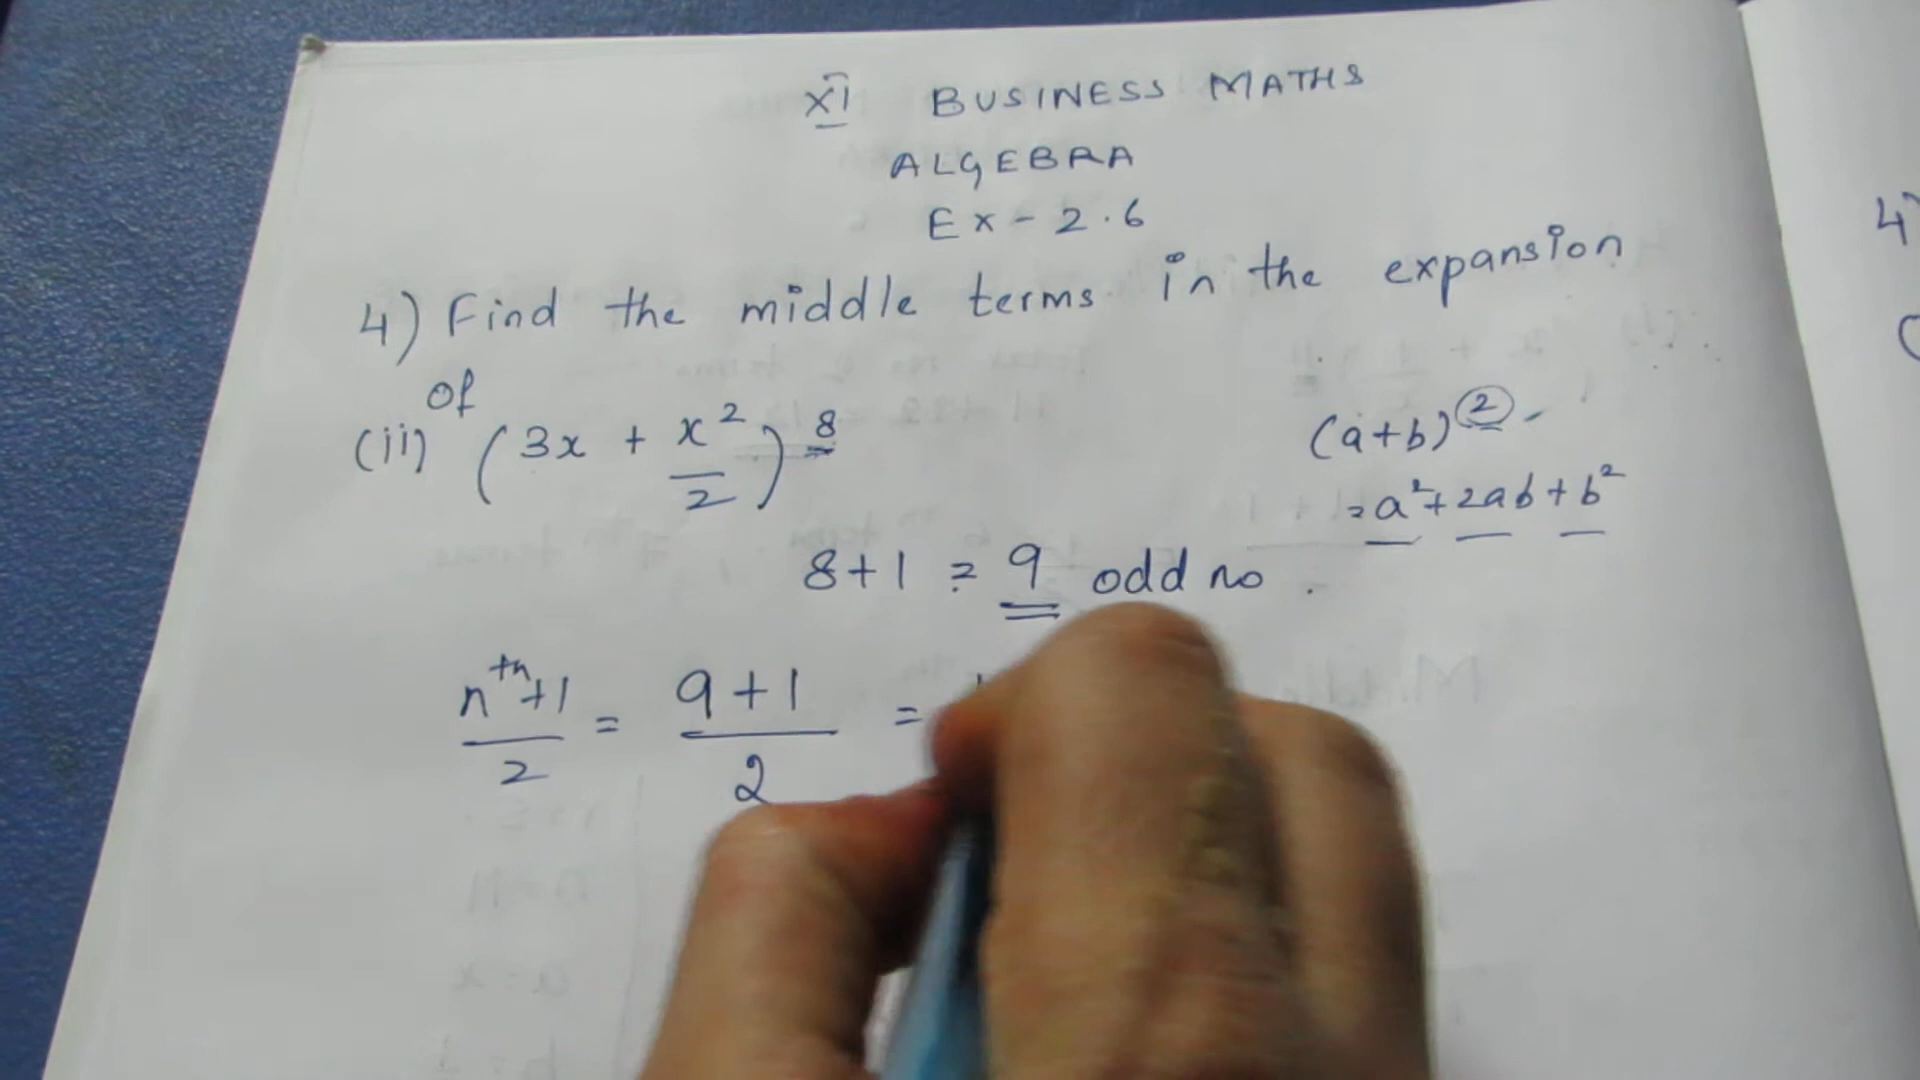 XI BUSINESS MATHS
ALGEBRA
Ex - 2.6
4) Find the middle terms in the expansion
of
(ii) (3x + x²/2)⁸
(a+b)²
= a² + 2ab + b²
8+1 = 9 odd no.
nᵗʰ+1/2 = 9+1/2 =
4)
(